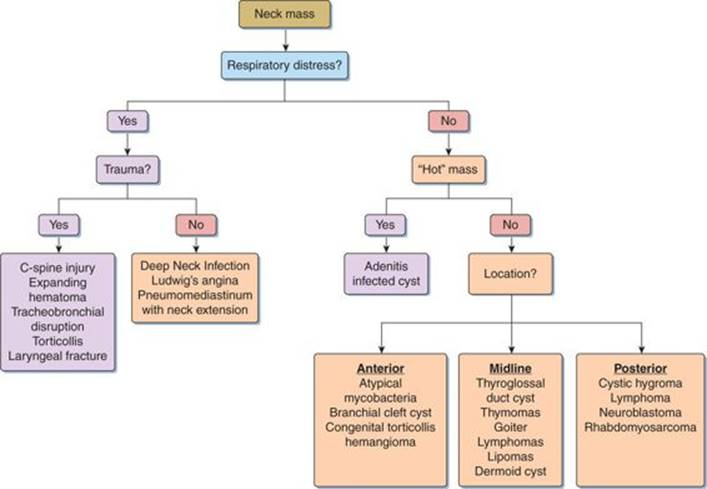 Neck mass
Respiratory distress?
Yes
No
Trauma?
"Hot" mass
Yes
No
Yes
No
C-spine injury
Expanding
hematoma
Tracheobronchial
disruption
Torticollis
Laryngeal fracture
Deep Neck Infection
Ludwig's angina
Pneumomediastinum
with neck extension
Adenitis
infected cyst
Location?
Anterior
Atypical
mycobacteria
Branchial cleft cyst
Congenital torticollis
hemangioma
Midline
Thyroglossal
duct cyst
Thymomas
Goiter
Lymphomas
Lipomas
Dermoid cyst
Posterior
Cystic hygroma
Lymphoma
Neuroblastoma
Rhabdomyosarcoma